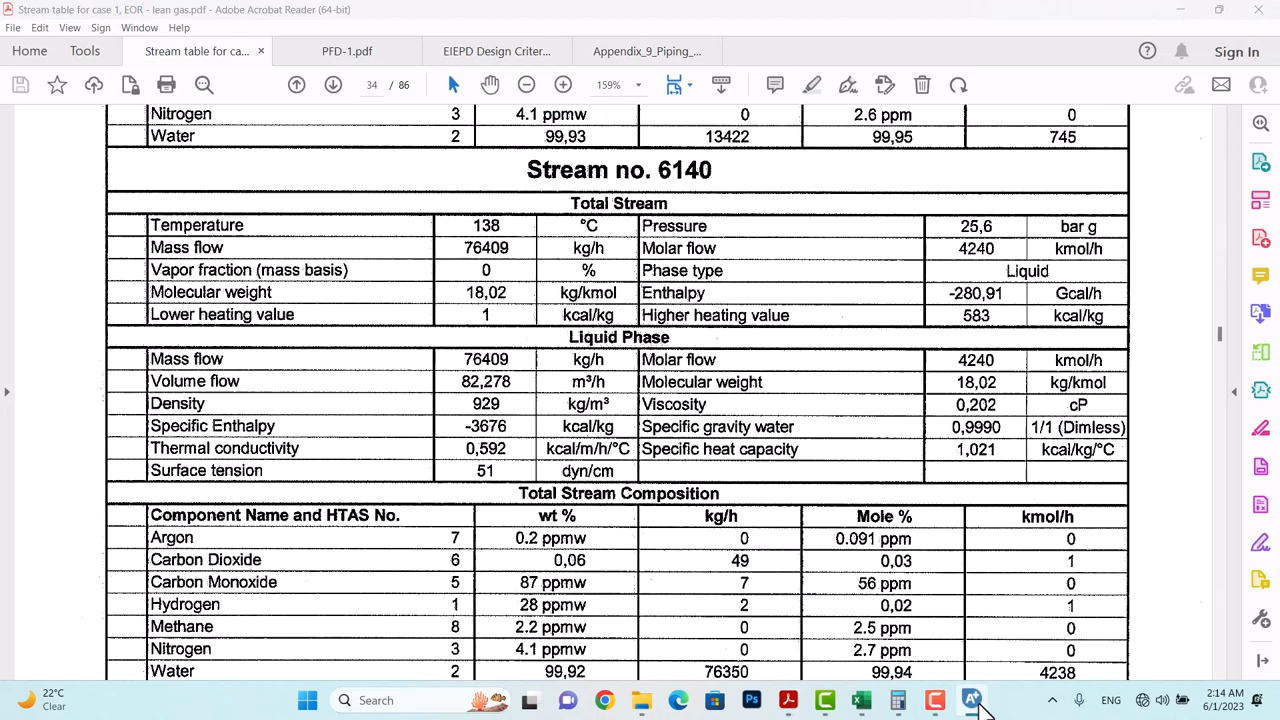 Stream table for case 1, EOR - lean gas.pdf - Adobe Acrobat Reader (64-bit)
File Edit View Sign Window Help
Home Tools Stream table for ca... × PFD-1.pdf EIEPD Design Criter... Appendix_9_Piping_... Sign In
34 / 86 159%
Nitrogen 3 4.1 ppmw 0 2.6 ppm 0
Water 2 99,93 13422 99,95 745
Stream no. 6140
Total Stream
Temperature 138 °C Pressure 25,6 bar g
Mass flow 76409 kg/h Molar flow 4240 kmol/h
Vapor fraction (mass basis) 0 % Phase type Liquid
Molecular weight 18,02 kg/kmol Enthalpy -280,91 Gcal/h
Lower heating value 1 kcal/kg Higher heating value 583 kcal/kg
Liquid Phase
Mass flow 76409 kg/h Molar flow 4240 kmol/h
Volume flow 82,278 m³/h Molecular weight 18,02 kg/kmol
Density 929 kg/m³ Viscosity 0,202 cP
Specific Enthalpy -3676 kcal/kg Specific gravity water 0,9990 1/1 (Dimless)
Thermal conductivity 0,592 kcal/m/h/°C Specific heat capacity 1,021 kcal/kg/°C
Surface tension 51 dyn/cm
Total Stream Composition
Component Name and HTAS No. wt % kg/h Mole % kmol/h
Argon 7 0.2 ppmw 0 0.091 ppm 0
Carbon Dioxide 6 0,06 49 0,03 1
Carbon Monoxide 5 87 ppmw 7 56 ppm 0
Hydrogen 1 28 ppmw 2 0,02 1
Methane 8 2.2 ppmw 0 2.5 ppm 0
Nitrogen 3 4.1 ppmw 0 2.7 ppm 0
Water 2 99,92 76350 99,94 4238
22°C
Clear
Search
ENG
2:14 AM
6/1/2023